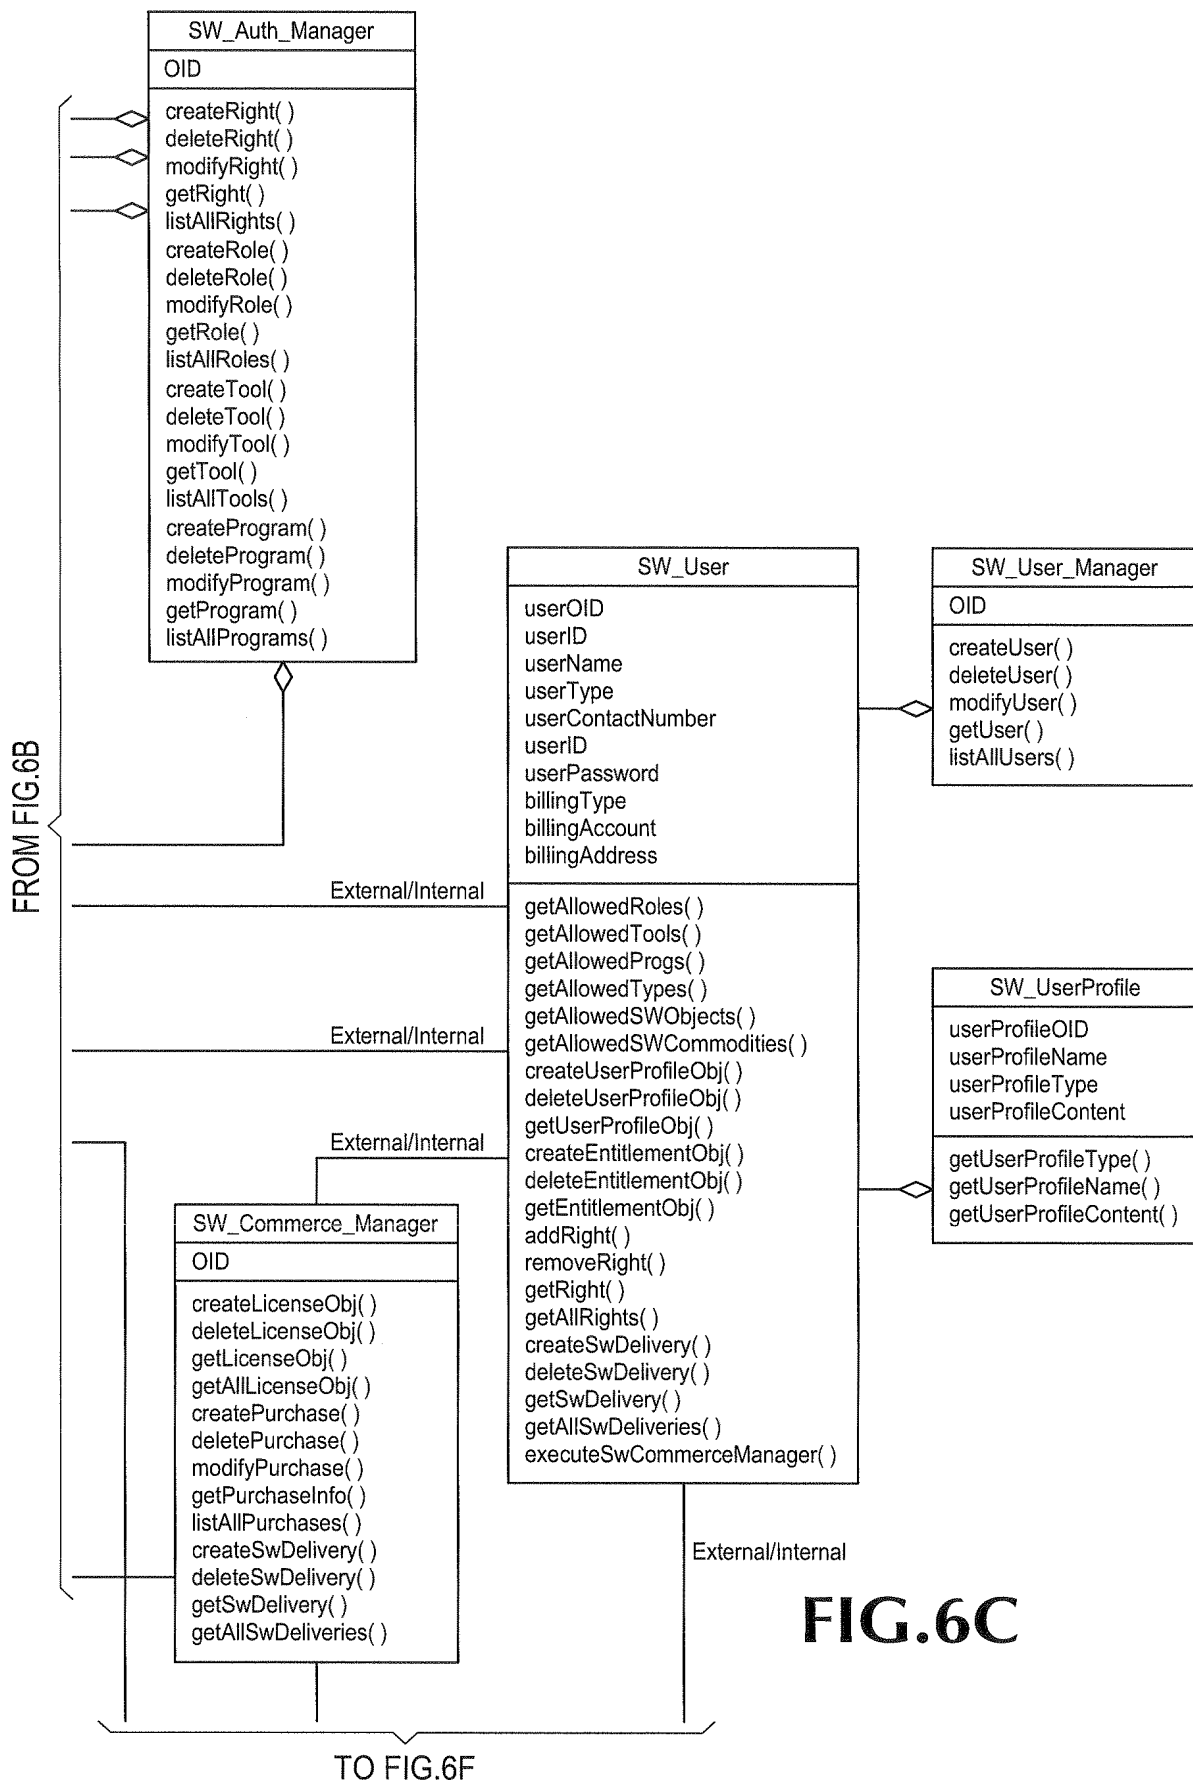 SW_Auth_Manager
OID
createRight( )
deleteRight( )
modifyRight( )
getRight( )
listAllRights( )
createRole( )
deleteRole( )
modifyRole( )
getRole( )
listAllRoles( )
createTool( )
deleteTool( )
modifyTool( )
getTool( )
listAllTools( )
createProgram( )
deleteProgram( )
modifyProgram( )
getProgram( )
listAllPrograms( )
FROM FIG.6B
SW_User
userOID
userID
userName
userType
userContactNumber
userID
userPassword
billingType
billingAccount
billingAddress
getAllowedRoles( )
getAllowedTools( )
getAllowedProgs( )
getAllowedTypes( )
getAllowedSWObjects( )
getAllowedSWCommodities( )
createUserProfileObj( )
deleteUserProfileObj( )
getUserProfileObj( )
createEntitlementObj( )
deleteEntitlementObj( )
getEntitlementObj( )
addRight( )
removeRight( )
getRight( )
getAllRights( )
createSwDelivery( )
deleteSwDelivery( )
getSwDelivery( )
getAllSwDeliveries( )
executeSwCommerceManager( )
SW_User_Manager
OID
createUser( )
deleteUser( )
modifyUser( )
getUser( )
listAllUsers( )
External/Internal
External/Internal
External/Internal
SW_UserProfile
userProfileOID
userProfileName
userProfileType
userProfileContent
getUserProfileType( )
getUserProfileName( )
getUserProfileContent( )
SW_Commerce_Manager
OID
createLicenseObj( )
deleteLicenseObj( )
getLicenseObj( )
getAllLicenseObj( )
createPurchase( )
deletePurchase( )
modifyPurchase( )
getPurchaseInfo( )
listAllPurchases( )
createSwDelivery( )
deleteSwDelivery( )
getSwDelivery( )
getAllSwDeliveries( )
External/Internal
FIG.6C
TO FIG.6F